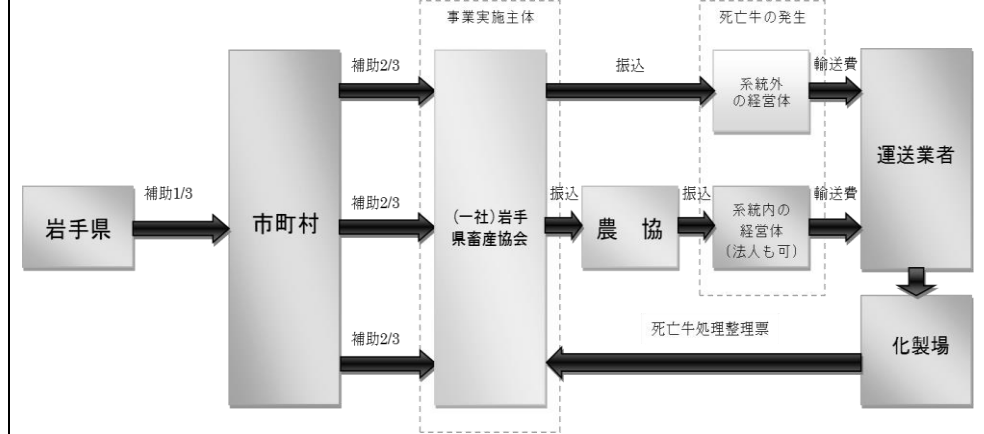 事業実施主体
死亡牛の発生
補助2/3
振込
系統外
の経営体
輸送費
運送業者
岩手県
補助1/3
市町村
補助2/3
(一社)岩手
県畜産協会
振込
農　協
振込
系統内の
経営体
(法人も可)
輸送費
補助2/3
死亡牛処理整理票
化製場